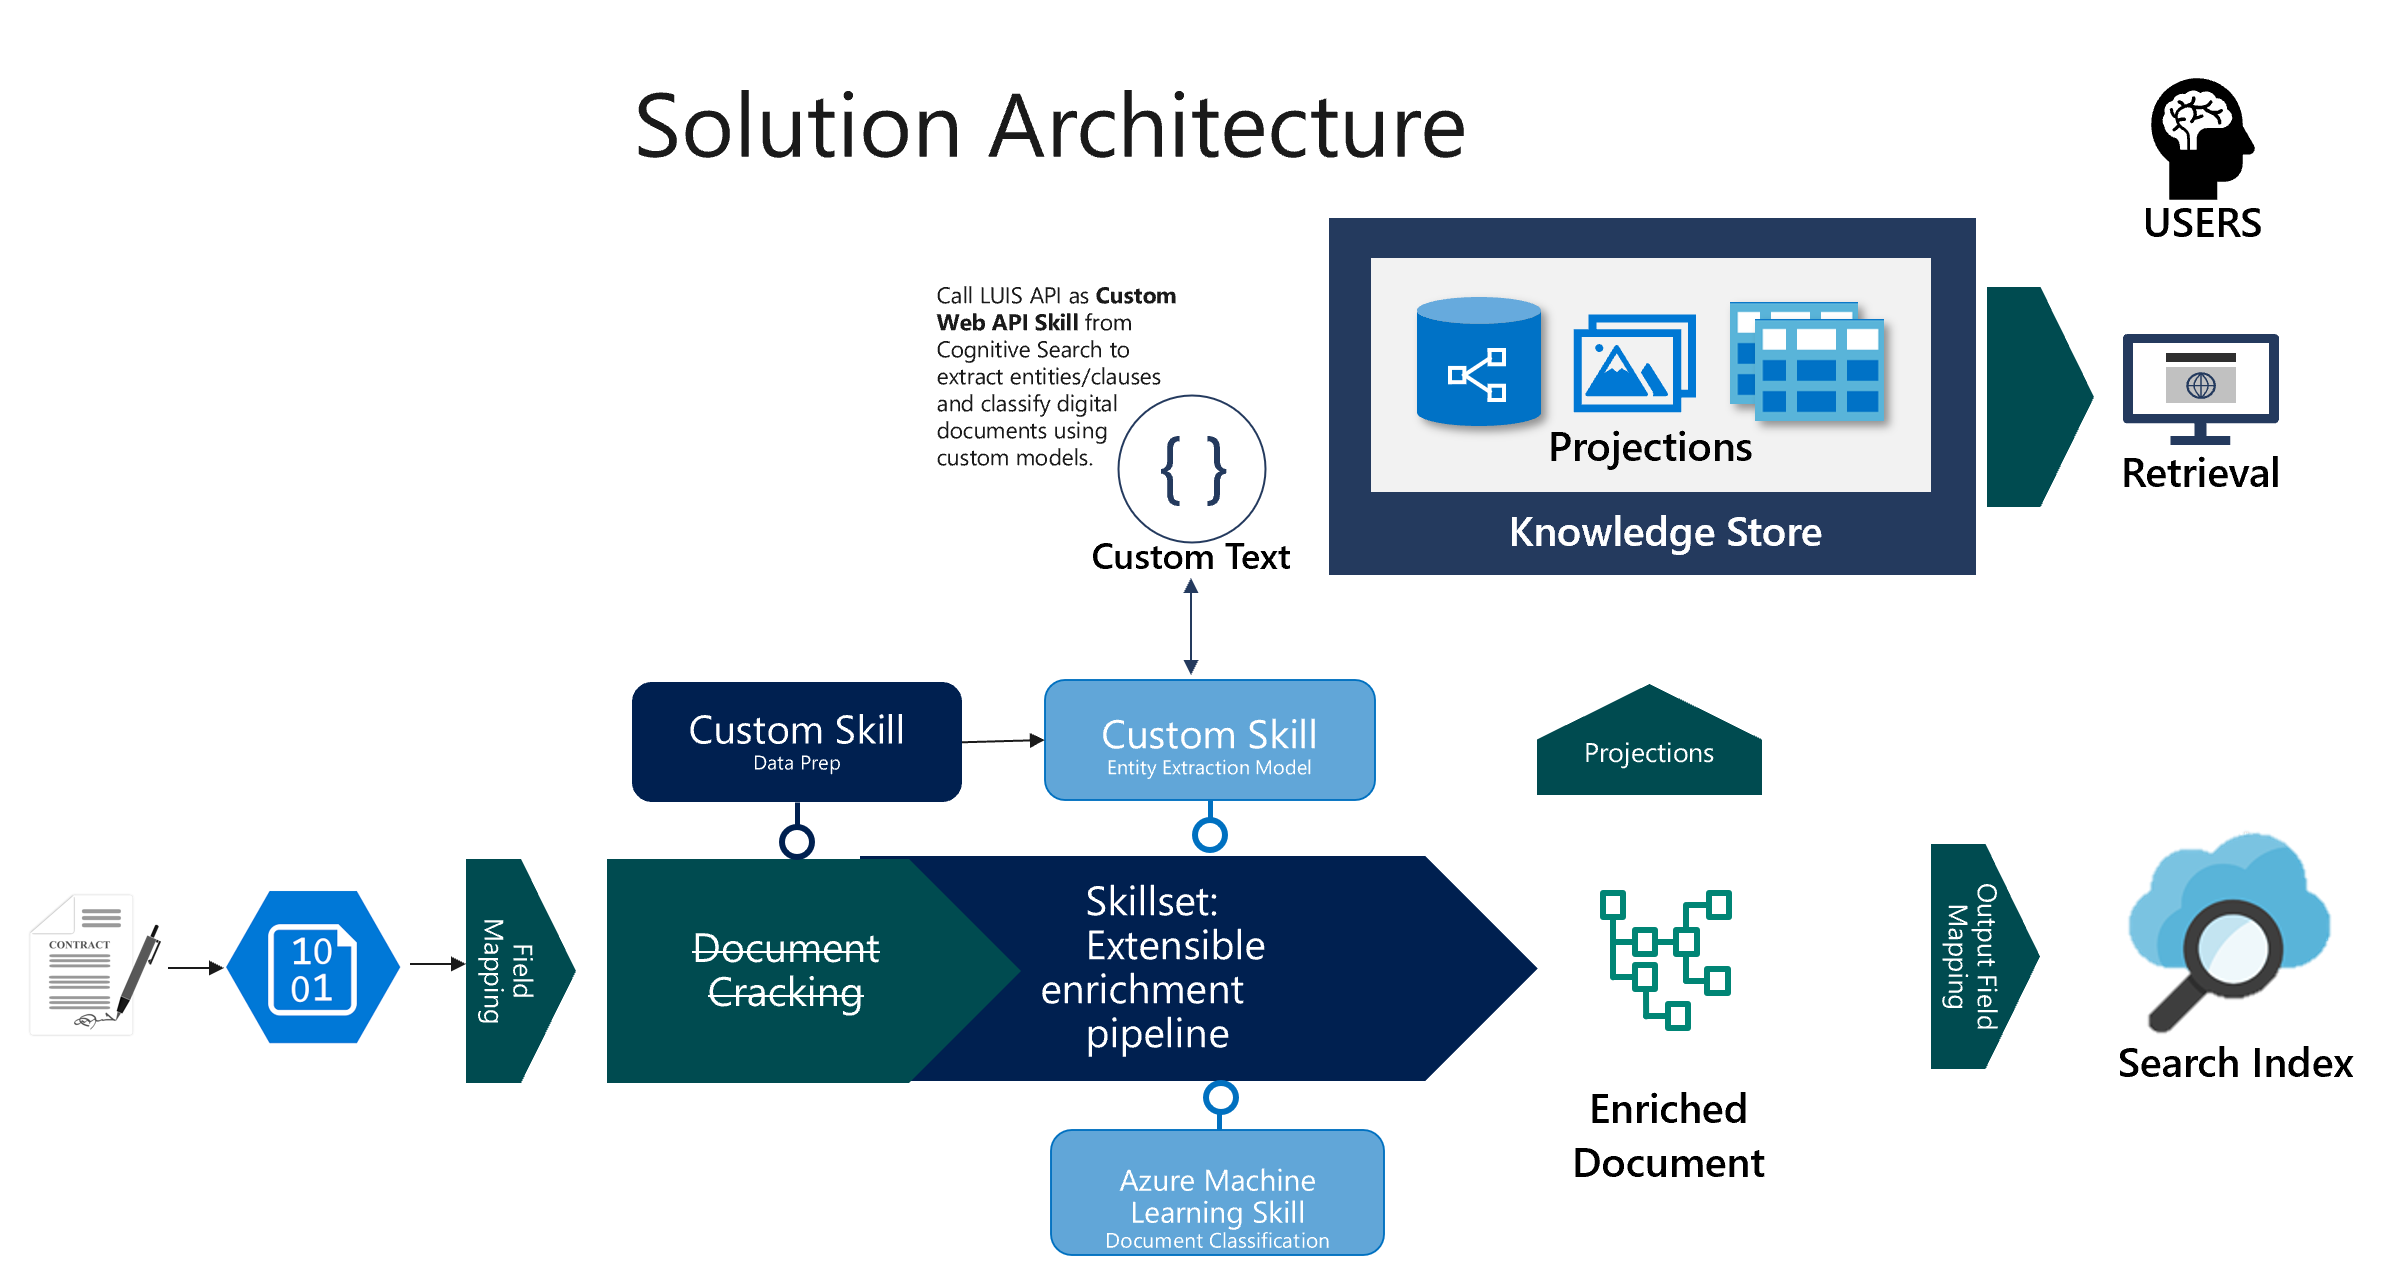 Solution Architecture
USERS
Call LUIS API as Custom
Web API Skill from
Cognitive Search to
extract entities/clauses
and classify digital
documents using
custom models.
{ }
Custom Text
Projections
Knowledge Store
Retrieval
Custom Skill
Data Prep
Custom Skill
Entity Extraction Model
Projections
CONTRACT
10
01
Field
Mapping
Document
Cracking
Skillset:
Extensible
enrichment
pipeline
Enriched
Document
Output Field
Mapping
Search Index
Azure Machine
Learning Skill
Document Classification